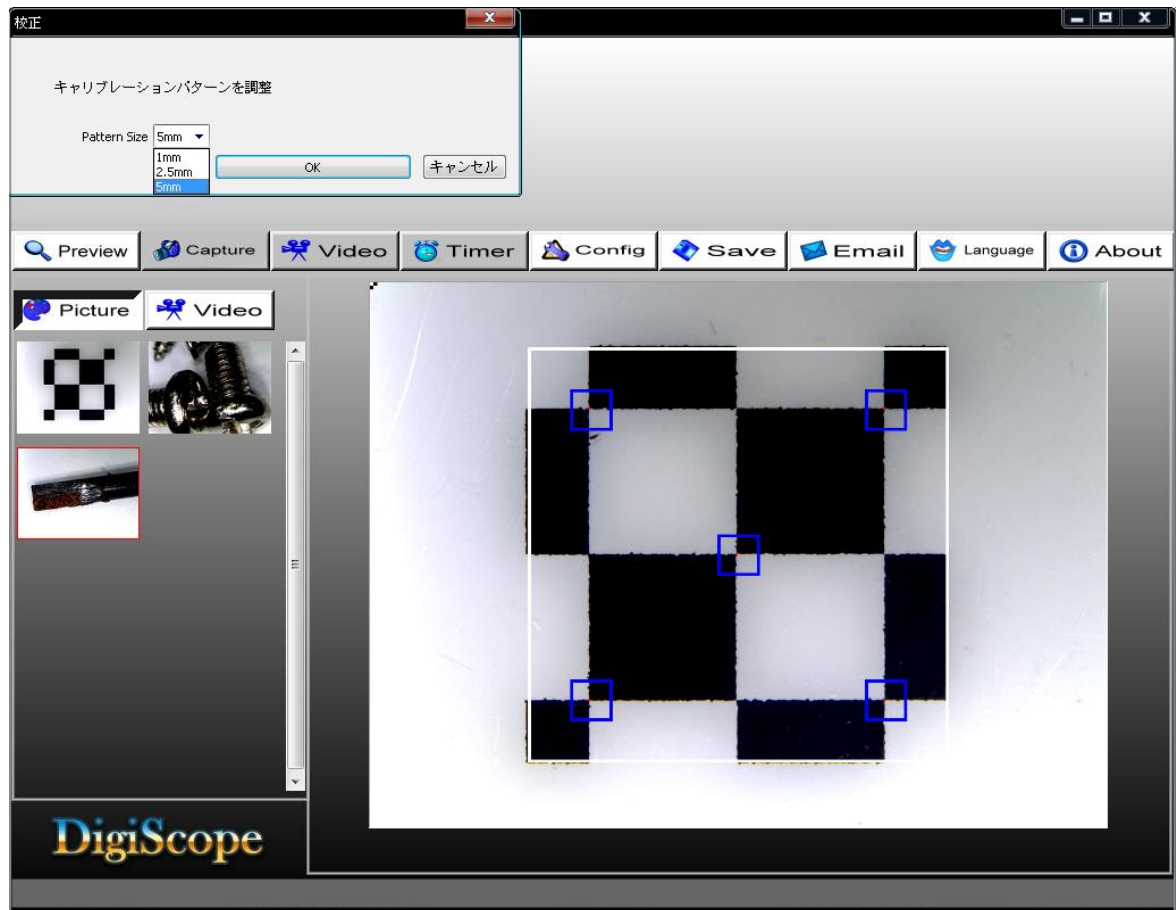 校正
キャリブレーションパターンを調整
Pattern Size 5mm
1mm
2.5mm
5mm
OK
キャンセル
Preview Capture Video Timer Config Save Email Language About
Picture Video
DigiScope